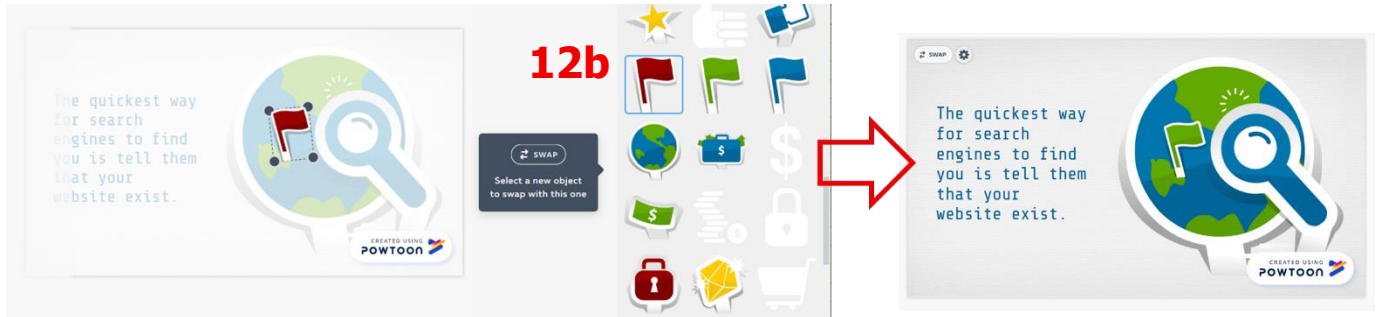 12b
The quickest way
for search
engines to find
you is tell them
that your
website exist.
CREATED USING
POWTOON
SWAP
Select a new object
to swap with this one
$
$
$
SWAP
The quickest way
for search
engines to find
you is tell them
that your
website exist.
CREATED USING
POWTOON